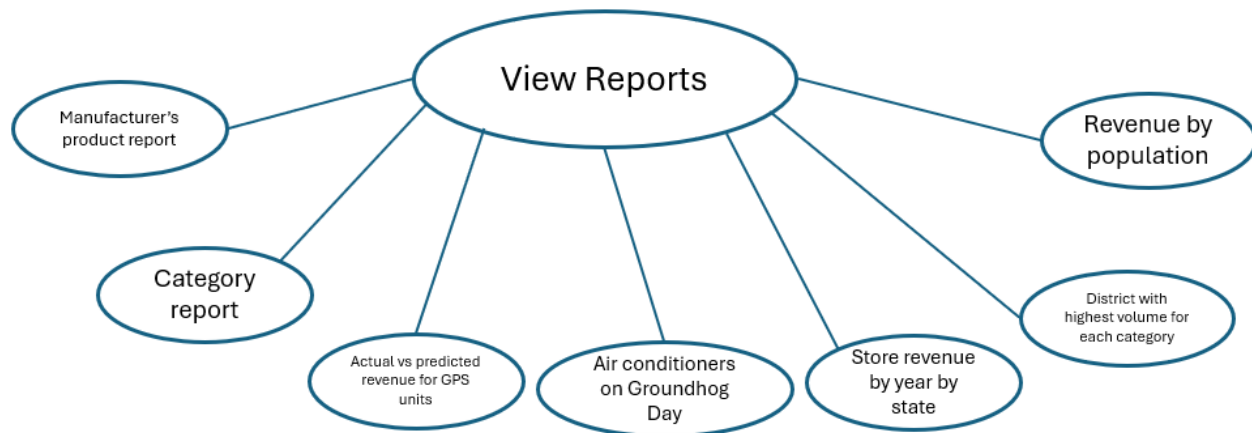 View Reports
Manufacturer's
product report
Category
report
Actual vs predicted
revenue for GPS
units
Air conditioners
on Groundhog
Day
Store revenue
by year by
state
District with
highest volume for
each category
Revenue by
population